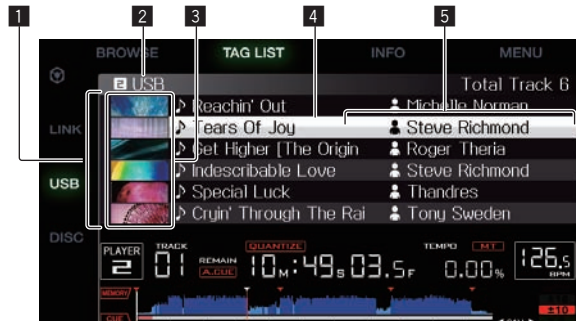 1 2 3 4 5
BROWSE TAG LIST INFO MENU
2 USB Total Track 6
Reachin' Out Michelle Norman
LINK
Tears Of Joy Steve Richmond
Get Higher [The Origin Roger Theria
Indescribable Love Steve Richmond
USB
Special Luck Thandres
Cryin' Through The Rai Tony Sweden
DISC
PLAYER 2 TRACK 01 REMAIN A.CUE QUANTIZE 10M:49s03.5F TEMPO MT 0.00% 126.5 BPM
MEMORY
CUE ±10